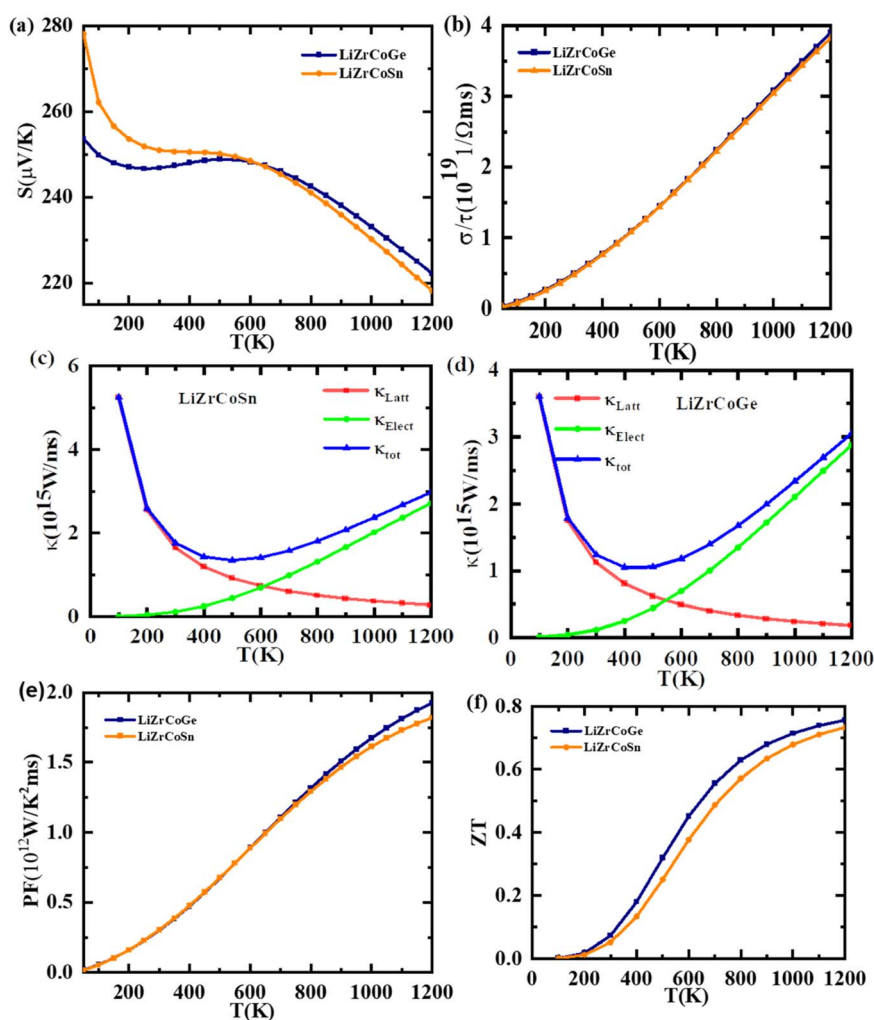 (a)
280
260
240
220
S(μV/K)
LiZrCoGe
LiZrCoSn
200 400 600 800 1000 1200
T(K)
(b)
4
3
2
1
0
σ/τ(10¹⁹1/Ωms)
LiZrCoGe
LiZrCoSn
200 400 600 800 1000 1200
T(K)
(c)
6
4
2
0
κ(10¹⁵W/ms)
LiZrCoSn
κLatt
κElect
κtot
0 200 400 600 800 1000 1200
T(K)
(d)
4
3
2
1
0
κ(10¹⁵W/ms)
κLatt
κElect
κtot
LiZrCoGe
0 200 400 600 800 1000 1200
T(K)
(e)
2.0
1.5
1.0
0.5
0.0
PF(10¹²W/K²ms)
LiZrCoGe
LiZrCoSn
200 400 600 800 1000 1200
T(K)
(f)
0.8
0.6
0.4
0.2
0.0
ZT
LiZrCoGe
LiZrCoSn
0 200 400 600 800 1000 1200
T(K)